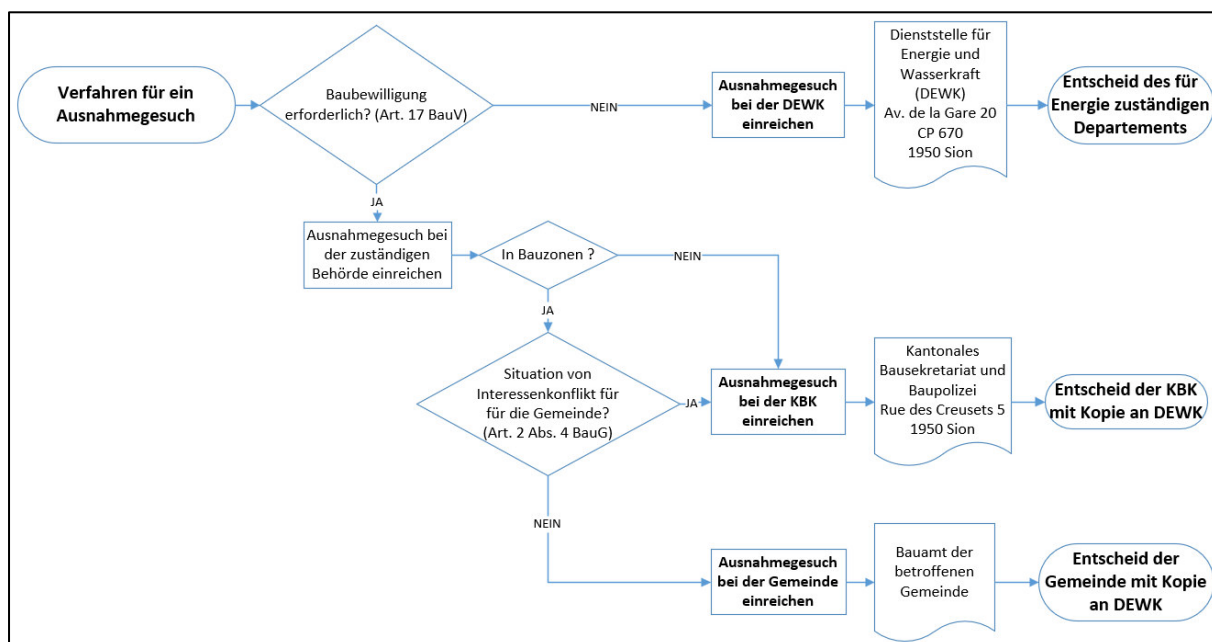 Verfahren für ein
Ausnahmegesuch
Baubewilligung
erforderlich? (Art. 17 BauV)
NEIN
Ausnahmegesuch
bei der DEWK
einreichen
Dienststelle für
Energie und
Wasserkraft
(DEWK)
Av. de la Gare 20
CP 670
1950 Sion
Entscheid des für
Energie zuständigen
Departements
JA
Ausnahmegesuch bei
der zuständigen
Behörde einreichen
In Bauzonen ?
NEIN
JA
Situation von
Interessenkonflikt für
für die Gemeinde?
(Art. 2 Abs. 4 BauG)
JA
Ausnahmegesuch
bei der KBK
einreichen
Kantonales
Bausekretariat und
Baupolizei
Rue des Creusets 5
1950 Sion
Entscheid der KBK
mit Kopie an DEWK
NEIN
Ausnahmegesuch
bei der Gemeinde
einreichen
Bauamt der
betroffenen
Gemeinde
Entscheid der
Gemeinde mit Kopie
an DEWK